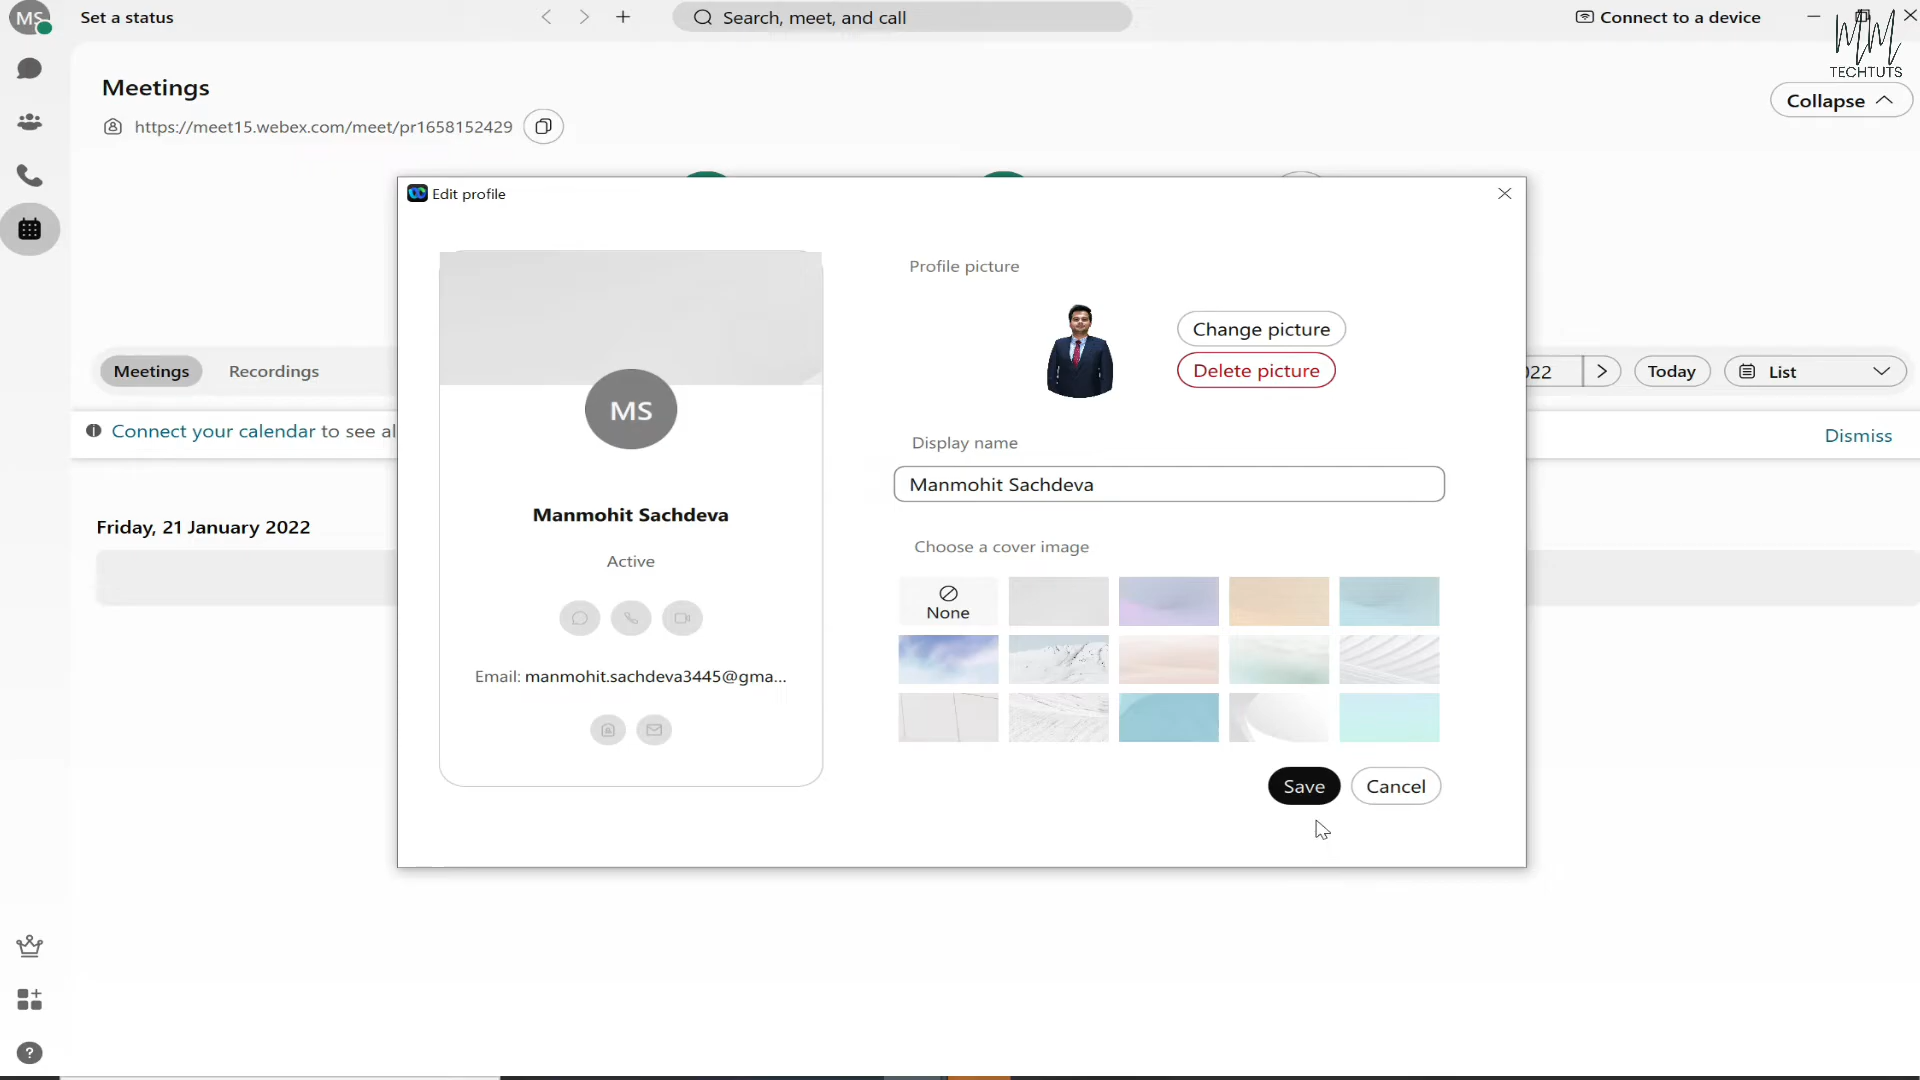 MS
Set a status
Search, meet, and call
Connect to a device
MM
TECHTUTS
Meetings
https://meet15.webex.com/meet/pr1658152429
Collapse
Edit profile
Profile picture
Change picture
Delete picture
Meetings
Recordings
022
Today
List
MS
Connect your calendar to see al
Dismiss
Display name
Manmohit Sachdeva
Manmohit Sachdeva
Friday, 21 January 2022
Choose a cover image
Active
None
Email: manmohit.sachdeva3445@gma...
Save
Cancel
?